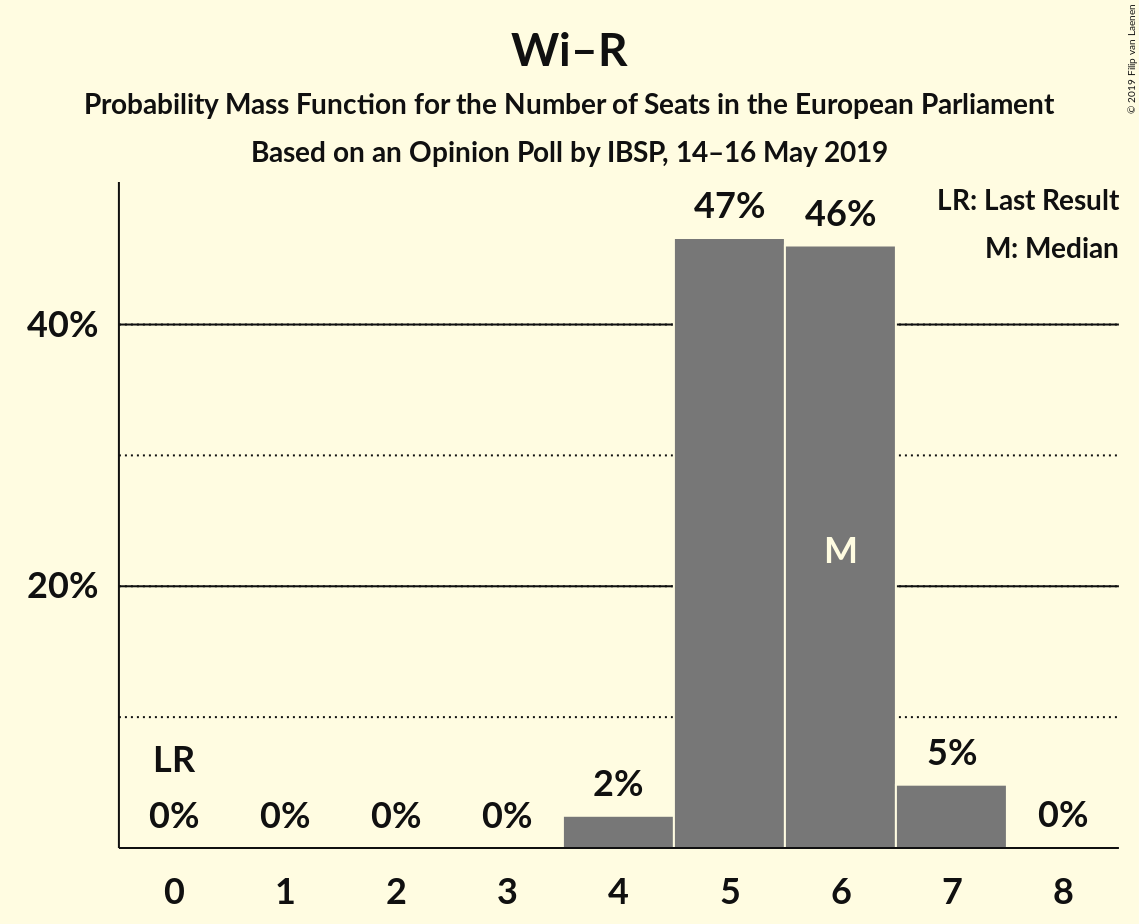 Wi–R
Probability Mass Function for the Number of Seats in the European Parliament
Based on an Opinion Poll by IBSP, 14–16 May 2019
© 2019 Filip van Laenen
LR: Last Result
M: Median
47%
46%
40%
M
20%
LR
5%
2%
0%
0%
0%
0%
0%
0
1
2
3
4
5
6
7
8